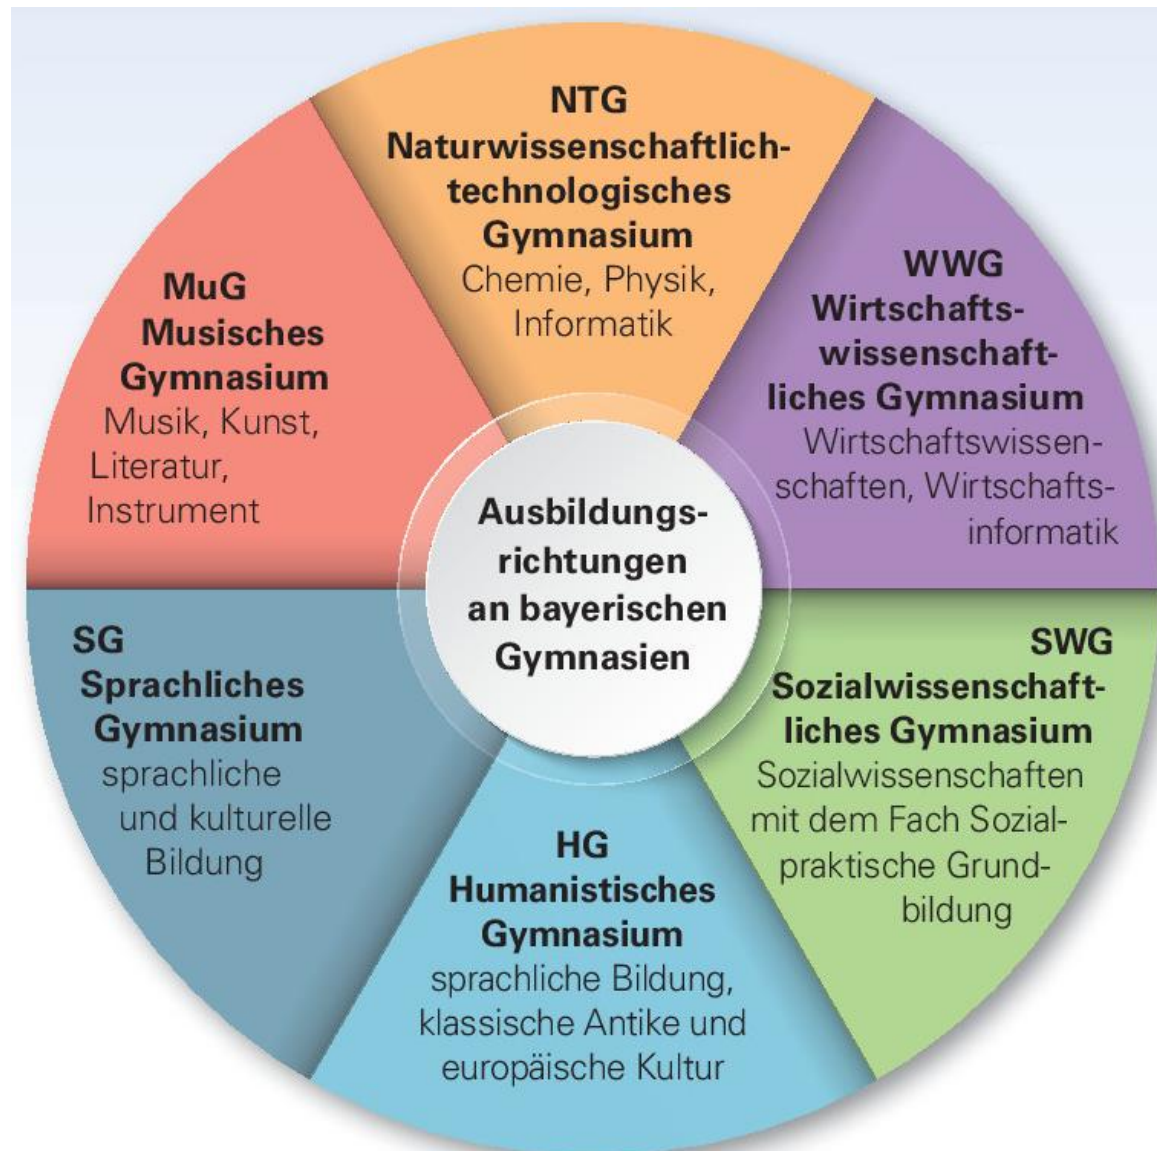 NTG
Naturwissenschaftlich-
technologisches
Gymnasium
Chemie, Physik,
Informatik
WWG
Wirtschafts-
wissenschaft-
liches Gymnasium
Wirtschaftswissen-
schaften, Wirtschafts-
informatik
SWG
Sozialwissenschaft-
liches Gymnasium
Sozialwissenschaften
mit dem Fach Sozial-
praktische Grund-
bildung
HG
Humanistisches
Gymnasium
sprachliche Bildung,
klassische Antike und
europäische Kultur
SG
Sprachliches
Gymnasium
sprachliche
und kulturelle
Bildung
MuG
Musisches
Gymnasium
Musik, Kunst,
Literatur,
Instrument
Ausbildungs-
richtungen
an bayerischen
Gymnasien